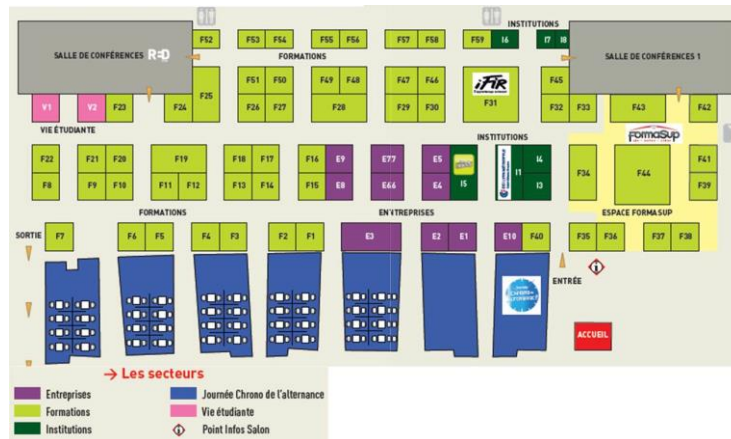 INSTITUTIONS
F52 F53 F54 F55 F56 F57 F58 F59 I6 I7 I8
SALLE DE CONFÉRENCES RED
FORMATIONS
SALLE DE CONFÉRENCES 1
F25 F51 F50 F49 F48 F47 F46 iFiR F31 F45
V1 V2 F23 F24 F26 F27 F28 F29 F30 F32 F33 F43 F42
VIE ÉTUDIANTE
INSTITUTIONS
FormaSup
F22 F21 F20 F19 F18 F17 F16 E9 E77 E5 I4 F41
F8 F9 F10 F11 F12 F13 F14 F15 E8 E66 E4 I5 I1 I3 F34 F44 F39
FORMATIONS
ENTREPRISES
ESPACE FORMASUP
SORTIE F7 F6 F5 F4 F3 F2 F1 E3 E2 E1 E10 F40 F35 F36 F37 F38
ENTRÉE
ACCUEIL
→ Les secteurs
Entreprises
Journée Chrono de l'alternance
Formations
Vie étudiante
Institutions
Point Infos Salon